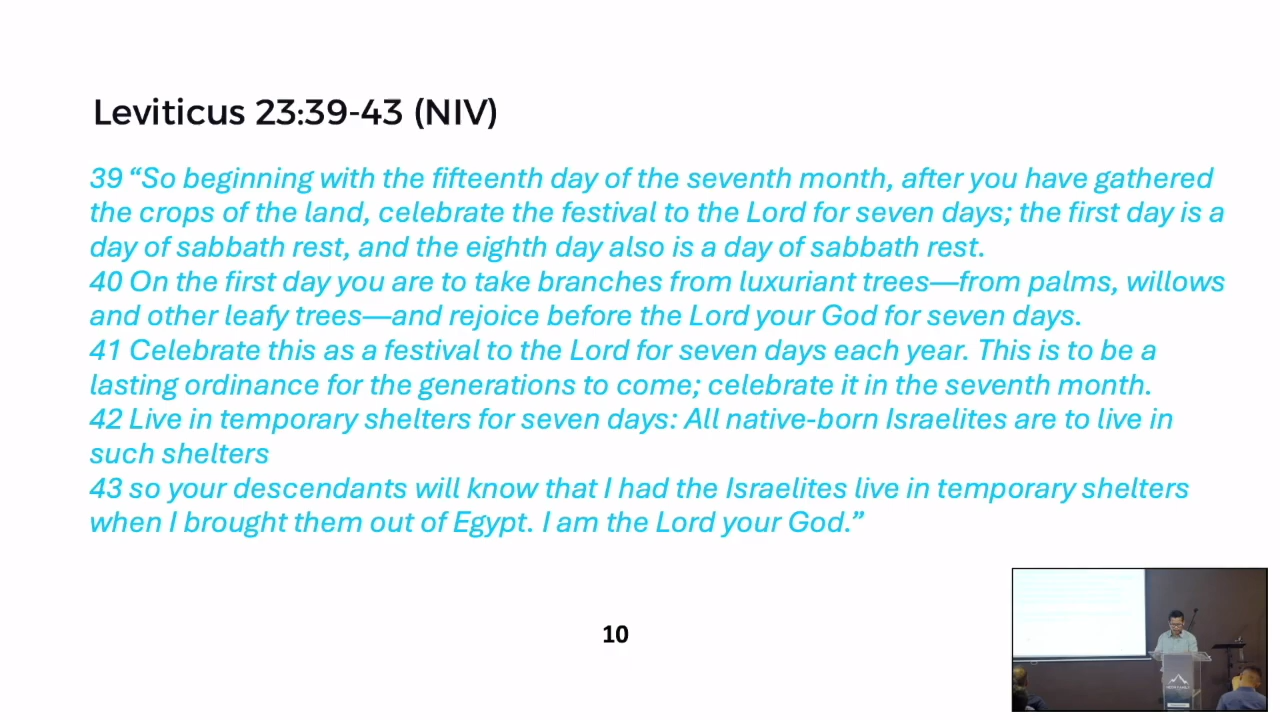 Leviticus 23:39-43 (NIV)
39 “So beginning with the fifteenth day of the seventh month, after you have gathered
the crops of the land, celebrate the festival to the Lord for seven days; the first day is a
day of sabbath rest, and the eighth day also is a day of sabbath rest.
40 On the first day you are to take branches from luxuriant trees—from palms, willows
and other leafy trees—and rejoice before the Lord your God for seven days.
41 Celebrate this as a festival to the Lord for seven days each year. This is to be a
lasting ordinance for the generations to come; celebrate it in the seventh month.
42 Live in temporary shelters for seven days: All native-born Israelites are to live in
such shelters
43 so your descendants will know that I had the Israelites live in temporary shelters
when I brought them out of Egypt. I am the Lord your God.”
10